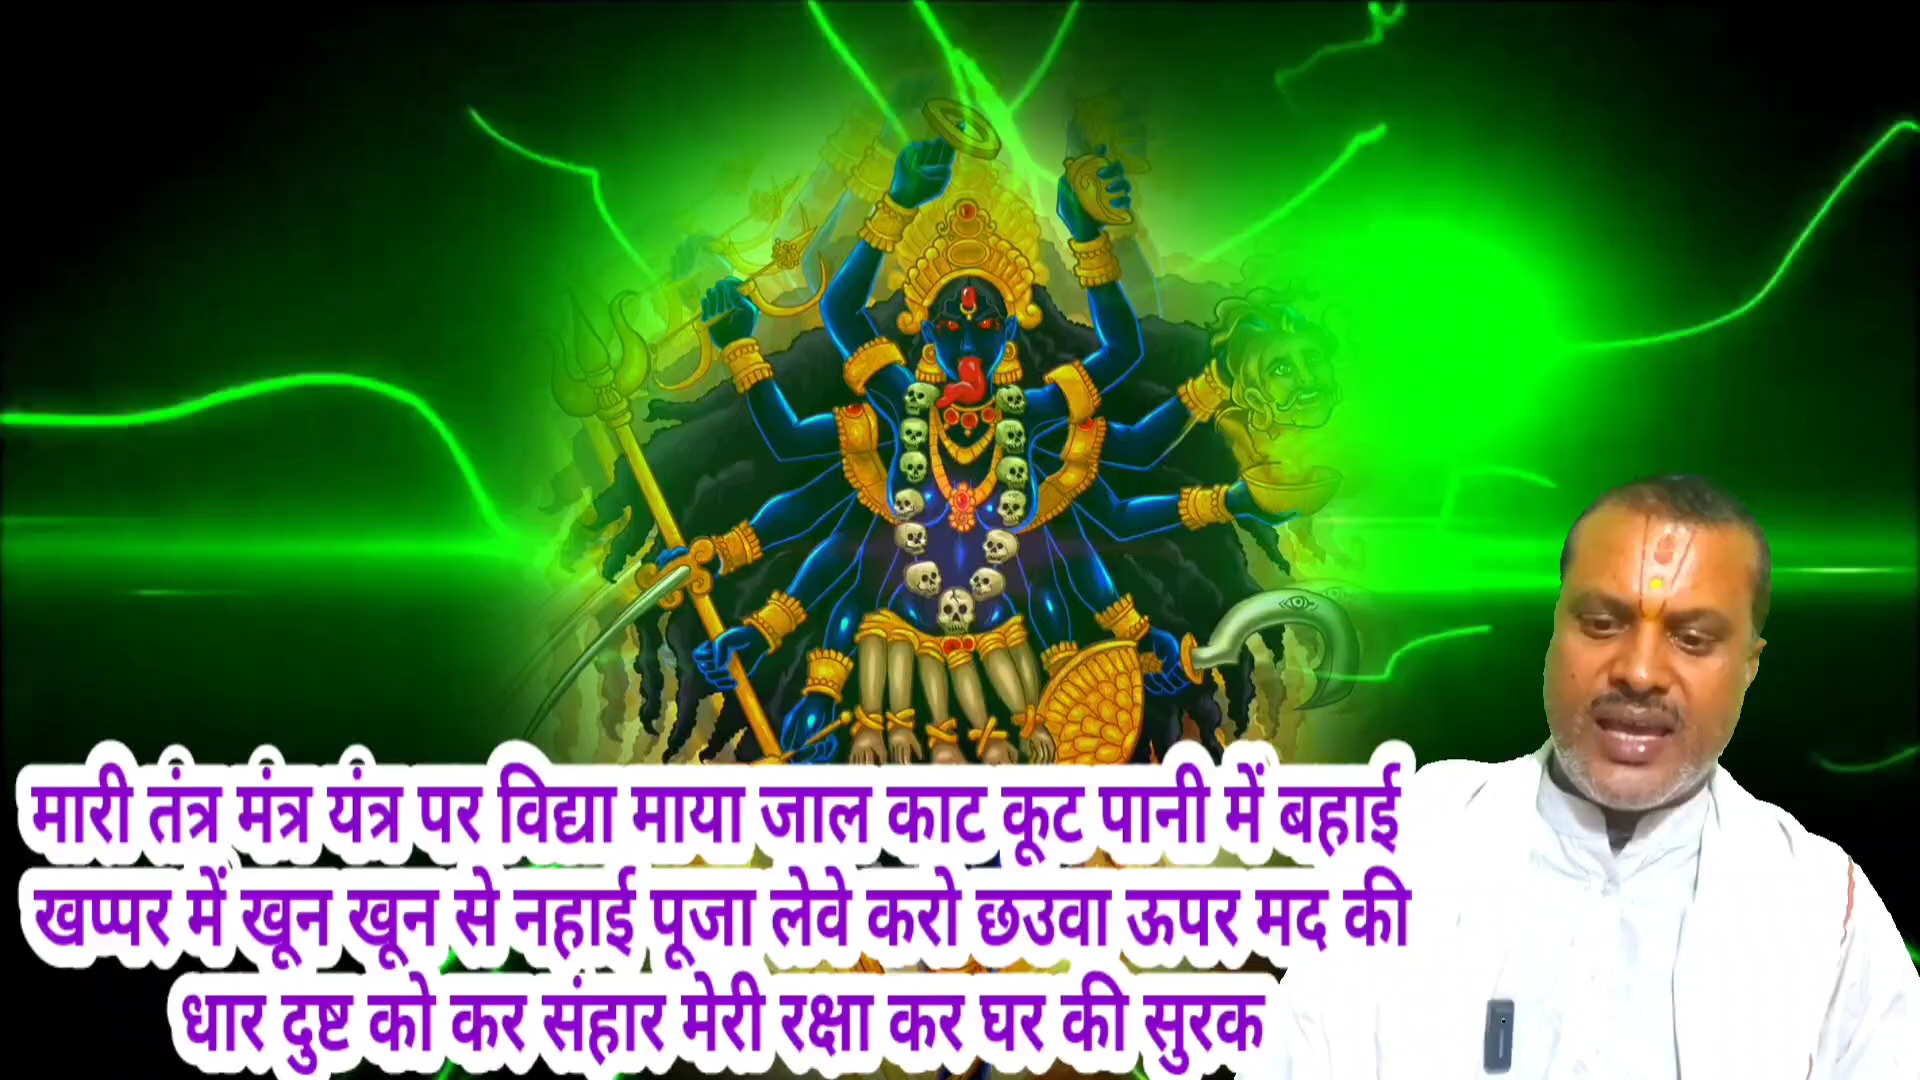 मारी तंत्र मंत्र यंत्र पर विद्या माया जाल काट कूट पानी में बहाई
खप्पर में खून खून से नहाई पूजा लेवे करो छउवा ऊपर मद की
धार दुष्ट को कर संहार मेरी रक्षा कर घर की सुरक